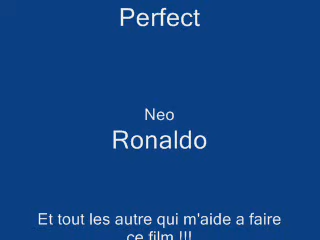 Perfect
Neo
Ronaldo
Et tout les autre qui m'aide a faire
ce film !!!